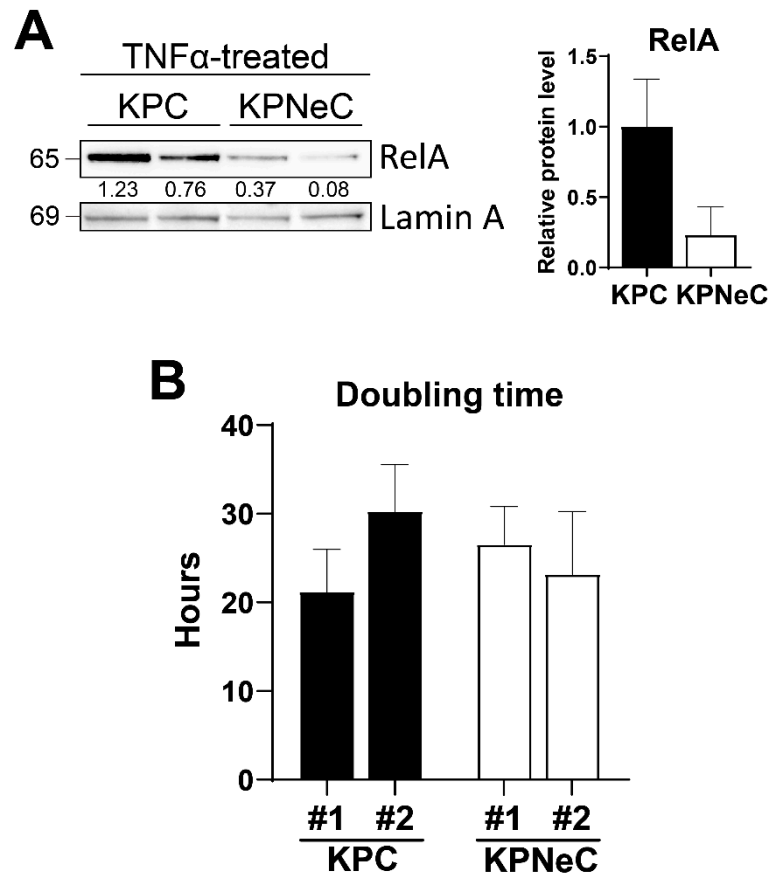 A
TNFα-treated
KPC KPNeC
65 RelA
1.23 0.76 0.37 0.08
69 Lamin A
RelA
Relative protein level
1.5
1.0
0.5
0.0
KPC KPNeC
B
Doubling time
Hours
40
30
20
10
0
#1 #2 #1 #2
KPC KPNeC